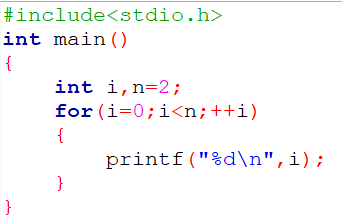 #include<stdio.h>
int main()
{
    int i,n=2;
    for(i=0;i<n;++i)
    {
        printf("%d\n",i);
    }
}